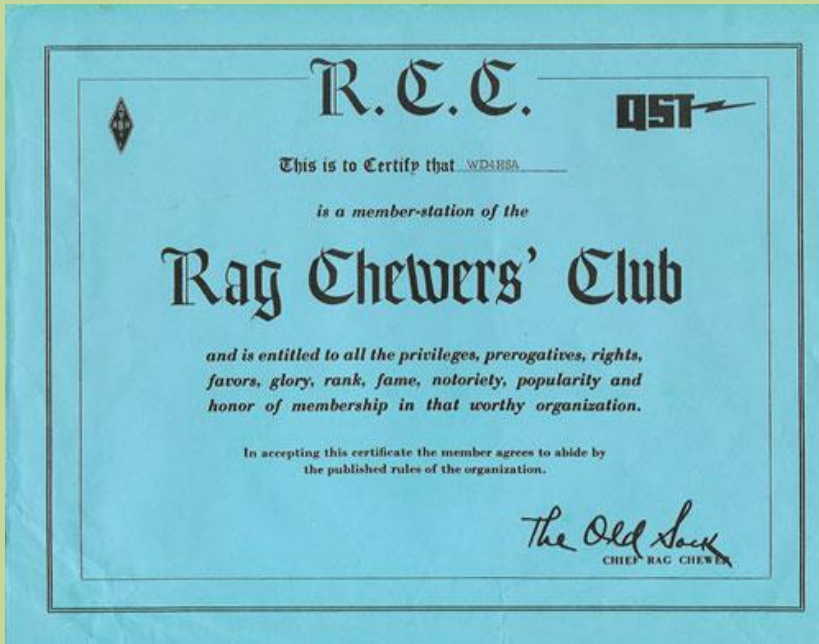 R.C.C.
QST
This is to Certify that WD4HSA
is a member-station of the
Rag Chewers' Club
and is entitled to all the privileges, prerogatives, rights,
favors, glory, rank, fame, notoriety, popularity and
honor of membership in that worthy organization.
In accepting this certificate the member agrees to abide by
the published rules of the organization.
The Old Sock
CHIEF RAG CHEWER